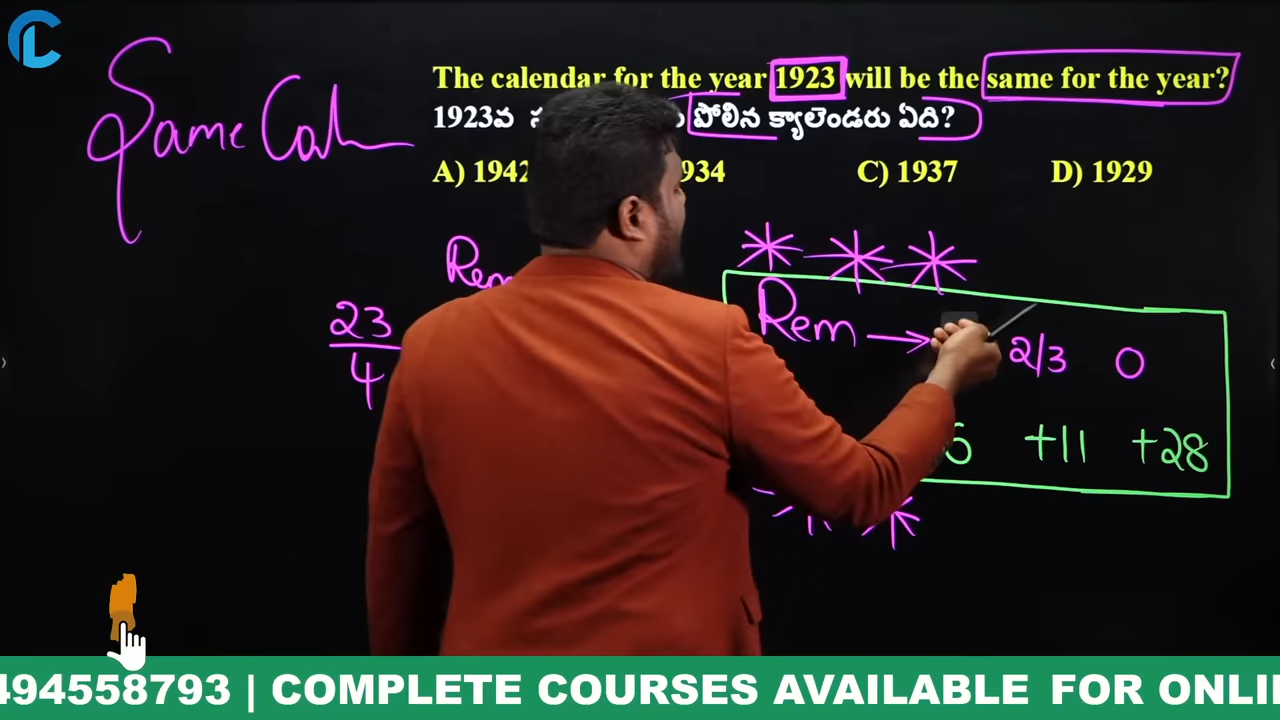 The calendar for the year 1923 will be the same for the year?
1923వ పోలిన క్యాలెండరు ఏది?
A) 1942 934 C) 1937 D) 1929
Same Cal
Rem
23
4
Rem → 2/3 0
+11 +28
494558793 | COMPLETE COURSES AVAILABLE FOR ONLI